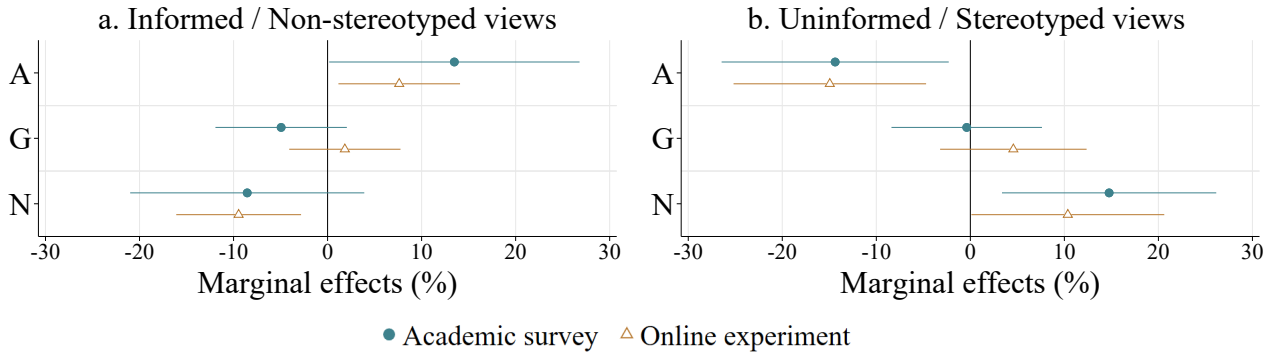 a. Informed / Non-stereotyped views
b. Uninformed / Stereotyped views
A
G
N
-30 -20 -10 0 10 20 30
Marginal effects (%)
A
G
N
-30 -20 -10 0 10 20 30
Marginal effects (%)
Academic survey Online experiment